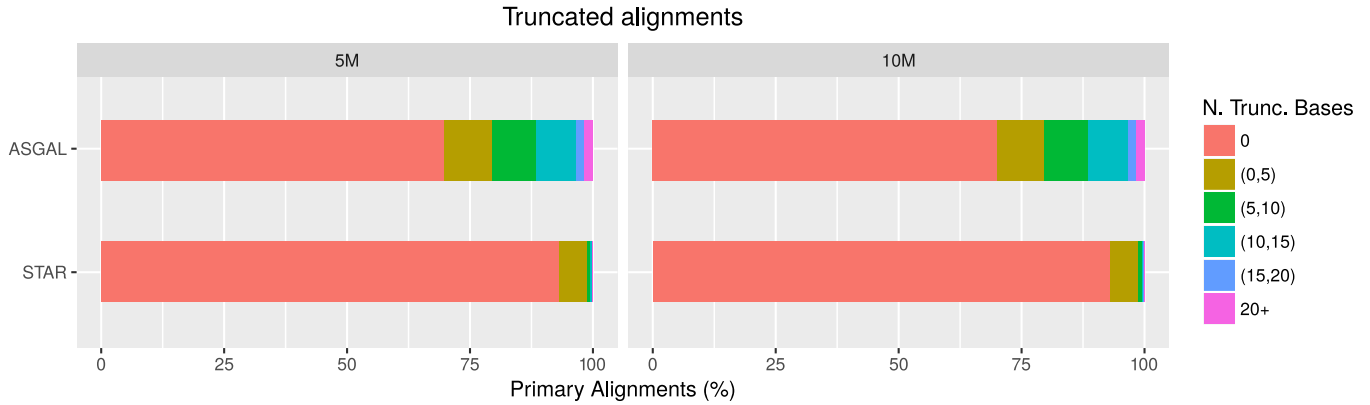 Truncated alignments
5M
10M
ASGAL
STAR
0 25 50 75 100
0 25 50 75 100
Primary Alignments (%)
N. Trunc. Bases
0
(0,5)
(5,10)
(10,15)
(15,20)
20+